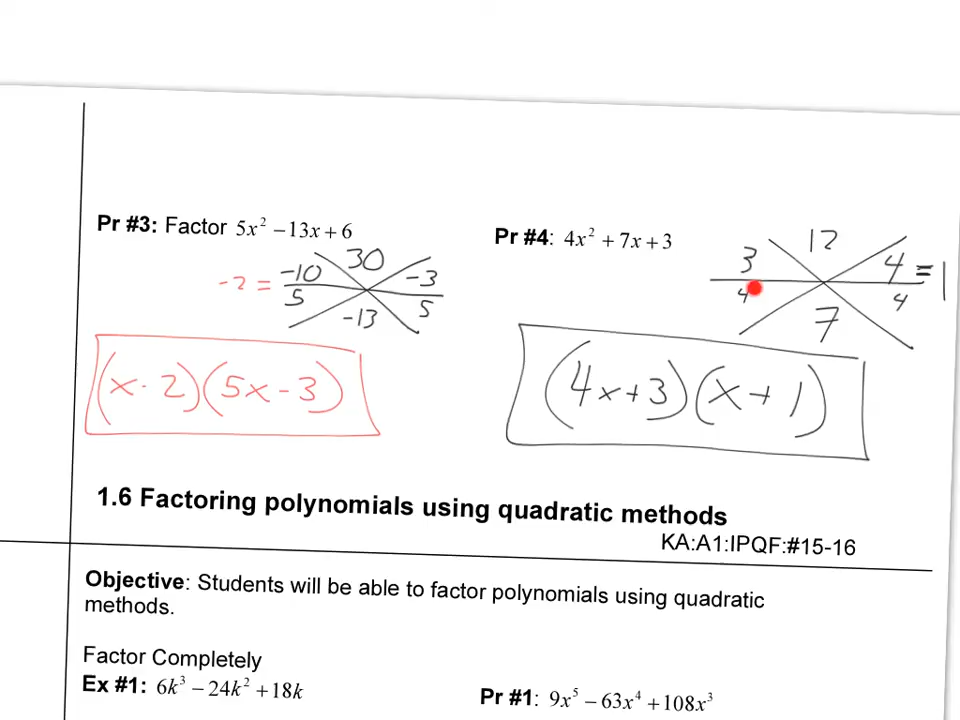 Pr #3: Factor 5x² − 13x + 6
30
-10 -3
-2 = 5 5
-13
(x - 2)(5x - 3)
Pr #4: 4x² + 7x + 3
12
3 4 = 1
4 4
7
(4x+3)(x + 1)
1.6 Factoring polynomials using quadratic methods
KA:A1:IPQF:#15-16
Objective: Students will be able to factor polynomials using quadratic
methods.
Factor Completely
Ex #1: 6k³ − 24k² + 18k
Pr #1: 9x⁵ − 63x⁴ + 108x³